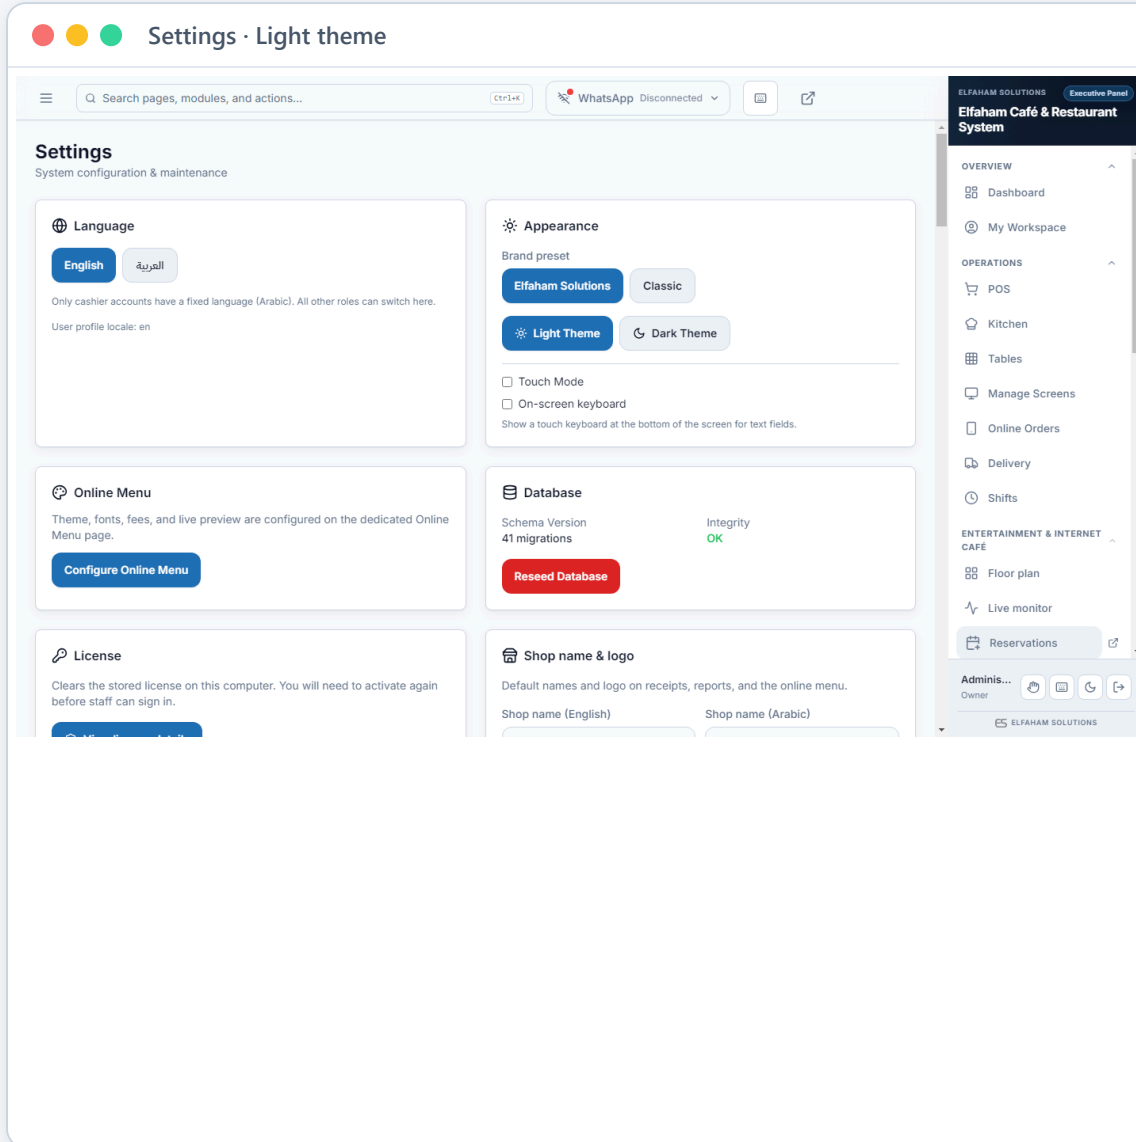 Settings · Light theme
Search pages, modules, and actions...
Ctrl+K
WhatsApp Disconnected
Settings
System configuration & maintenance
Language
English
العربية
Only cashier accounts have a fixed language (Arabic). All other roles can switch here.
User profile locale: en
Appearance
Brand preset
Elfaham Solutions
Classic
Light Theme
Dark Theme
Touch Mode
On-screen keyboard
Show a touch keyboard at the bottom of the screen for text fields.
Online Menu
Theme, fonts, fees, and live preview are configured on the dedicated Online
Menu page.
Configure Online Menu
Database
Schema Version
41 migrations
Integrity
OK
Reseed Database
License
Clears the stored license on this computer. You will need to activate again
before staff can sign in.
Shop name & logo
Default names and logo on receipts, reports, and the online menu.
Shop name (English)
Shop name (Arabic)
ELFAHAM SOLUTIONS
Executive Panel
Elfaham Café & Restaurant
System
OVERVIEW
Dashboard
My Workspace
OPERATIONS
POS
Kitchen
Tables
Manage Screens
Online Orders
Delivery
Shifts
ENTERTAINMENT & INTERNET
CAFÉ
Floor plan
Live monitor
Reservations
Adminis...
Owner
ELFAHAM SOLUTIONS